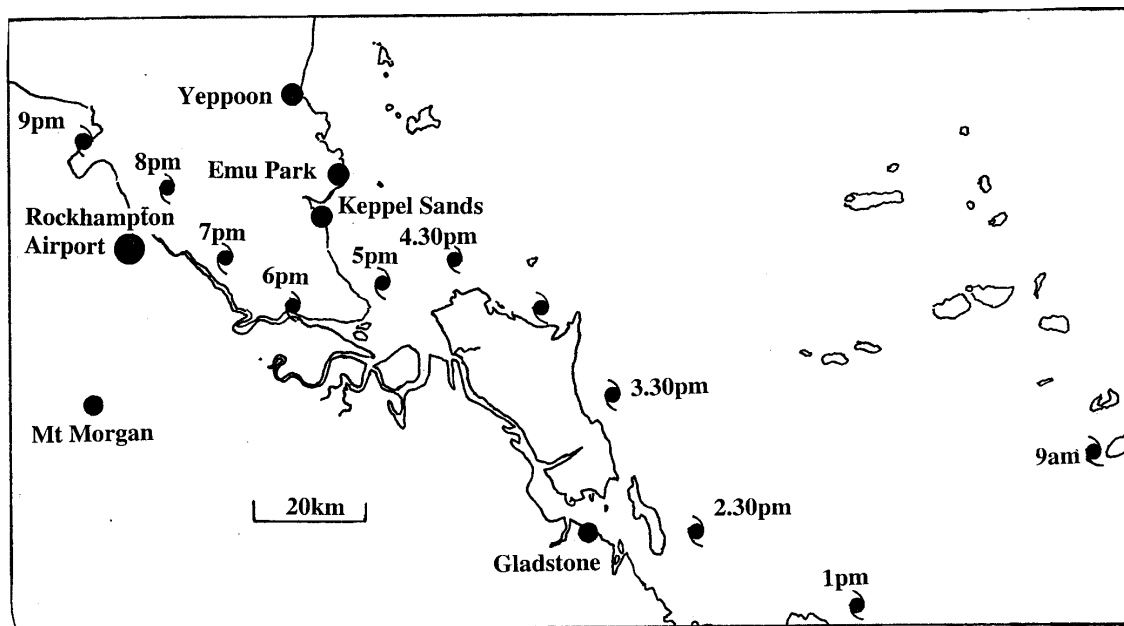 Yeppoon
9pm
8pm
Emu Park
Rockhampton
Airport
Keppel Sands
7pm
4.30pm
5pm
6pm
3.30pm
Mt Morgan
9am
20km
2.30pm
Gladstone
1pm